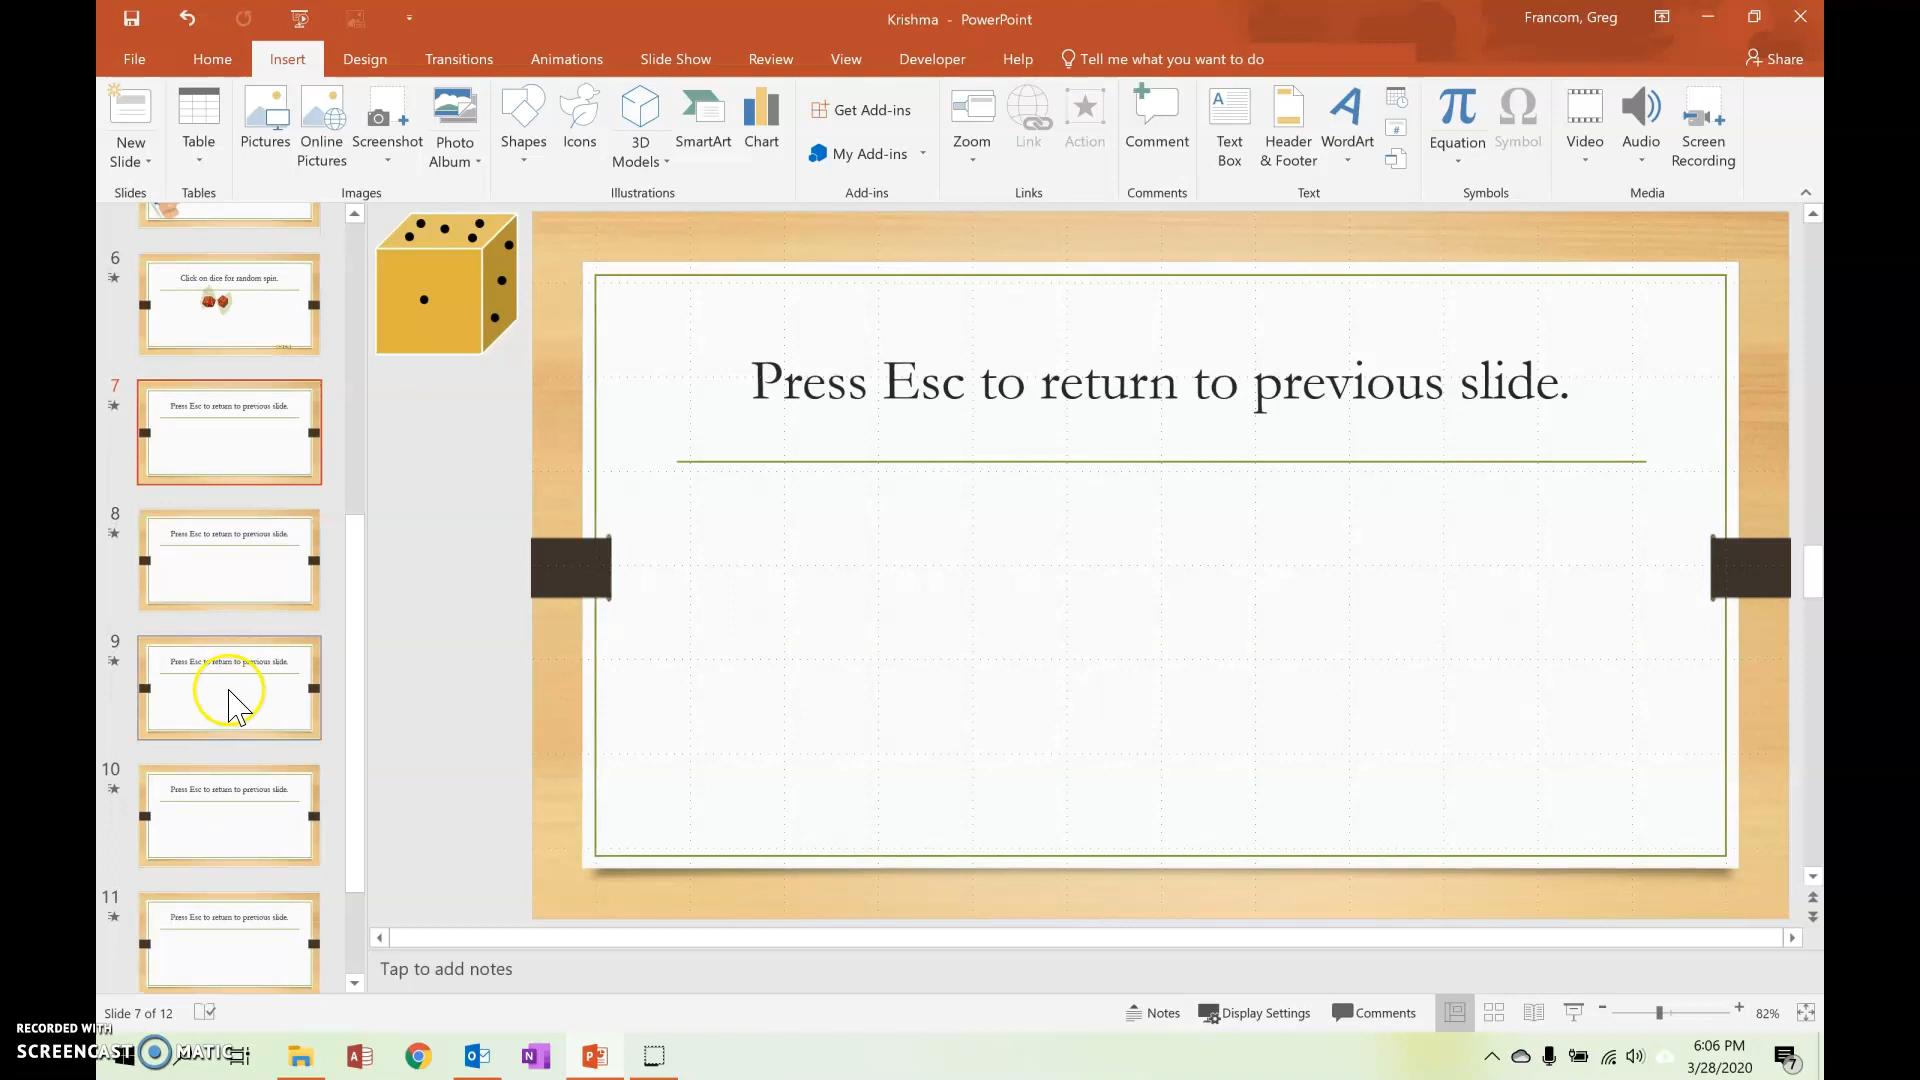 Krishma - PowerPoint
Francom, Greg
File Home Insert Design Transitions Animations Slide Show Review View Developer Help Tell me what you want to do Share
New Slide
Table
Pictures
Online Pictures
Screenshot
Photo Album
Shapes
Icons
3D Models
SmartArt
Chart
Get Add-ins
My Add-ins
Zoom
Link
Action
Comment
Text Box
Header & Footer
WordArt
Equation
Symbol
Video
Audio
Screen Recording
Slides Tables Images Illustrations Add-ins Links Comments Text Symbols Media
6
Click on dice for random spin.
7
Press Esc to return to previous slide.
8
Press Esc to return to previous slide.
9
Press Esc to return to previous slide.
10
Press Esc to return to previous slide.
11
Press Esc to return to previous slide.
Press Esc to return to previous slide.
Tap to add notes
Slide 7 of 12
Notes Display Settings Comments 82%
RECORDED WITH
SCREENCAST MATIC
6:06 PM
3/28/2020
7